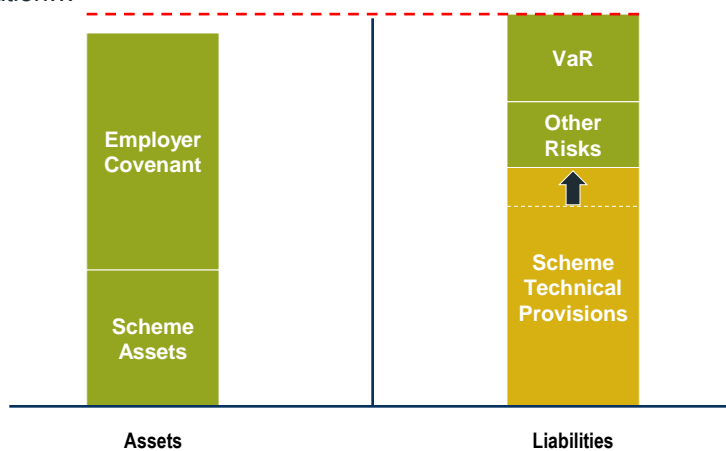 VaR
Other
Risks
Employer
Covenant
Scheme
Technical
Provisions
Scheme
Assets
Assets
Liabilities